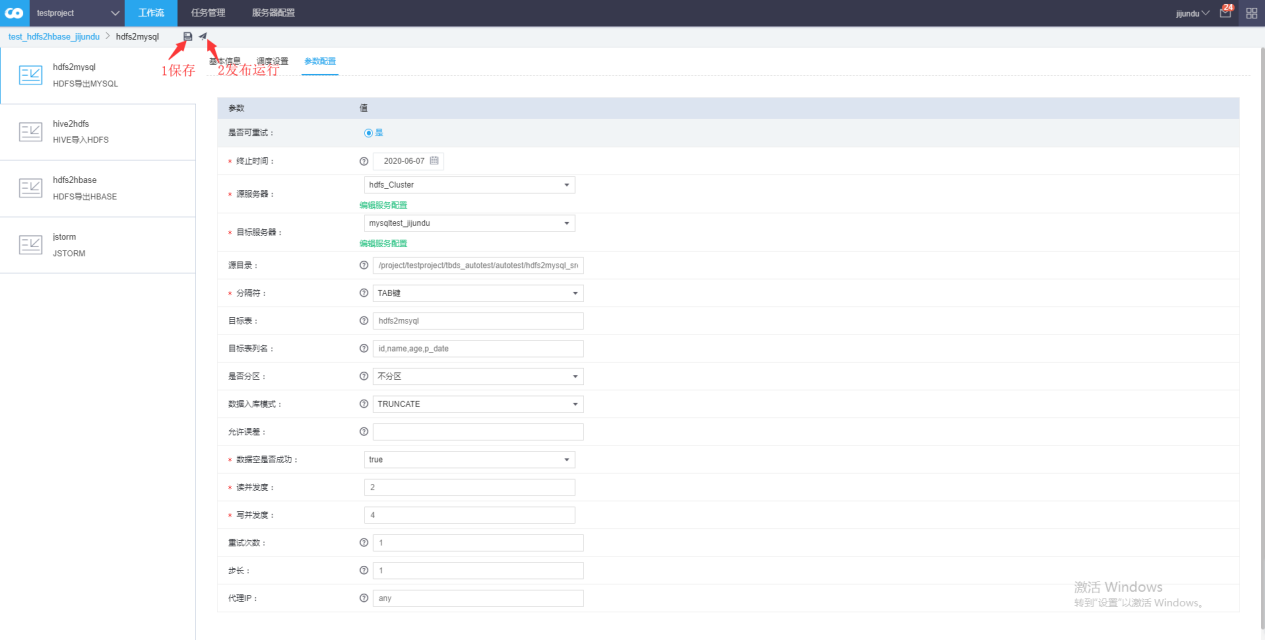 testproject 工作流 任务管理 服务器配置 jijundu 24
test_hdfs2hbase_jijundu > hdfs2mysql
1保存 2发布运行
基本信息 调度设置 参数配置
hdfs2mysql
HDFS导出MYSQL
hive2hdfs
HIVE导入HDFS
hdfs2hbase
HDFS导出HBASE
jstorm
JSTORM
参数 值
是否可重试： 是
* 终止时间： 2020-06-07
* 源服务器： hdfs_Cluster
编辑服务配置
* 目标服务器： mysqltest_jijundu
编辑服务配置
源目录： /project/testproject/tbds_autotest/autotest/hdfs2mysql_sr
* 分隔符： TAB键
目标表： hdfs2msyql
目标表列名： id,name,age,p_date
是否分区： 不分区
数据入库模式： TRUNCATE
允许误差：
* 数据空是否成功： true
* 读并发度： 2
* 写并发度： 4
重试次数： 1
步长： 1
代理IP： any
激活 Windows
转到"设置"以激活 Windows。